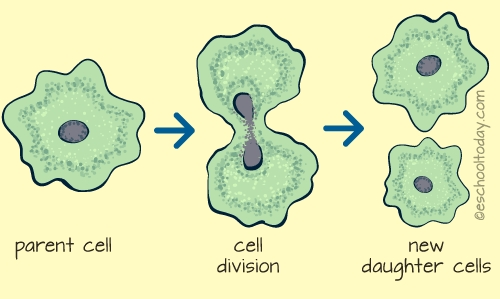 parent cell
cell
division
new
daughter cells
©eschooltoday.com